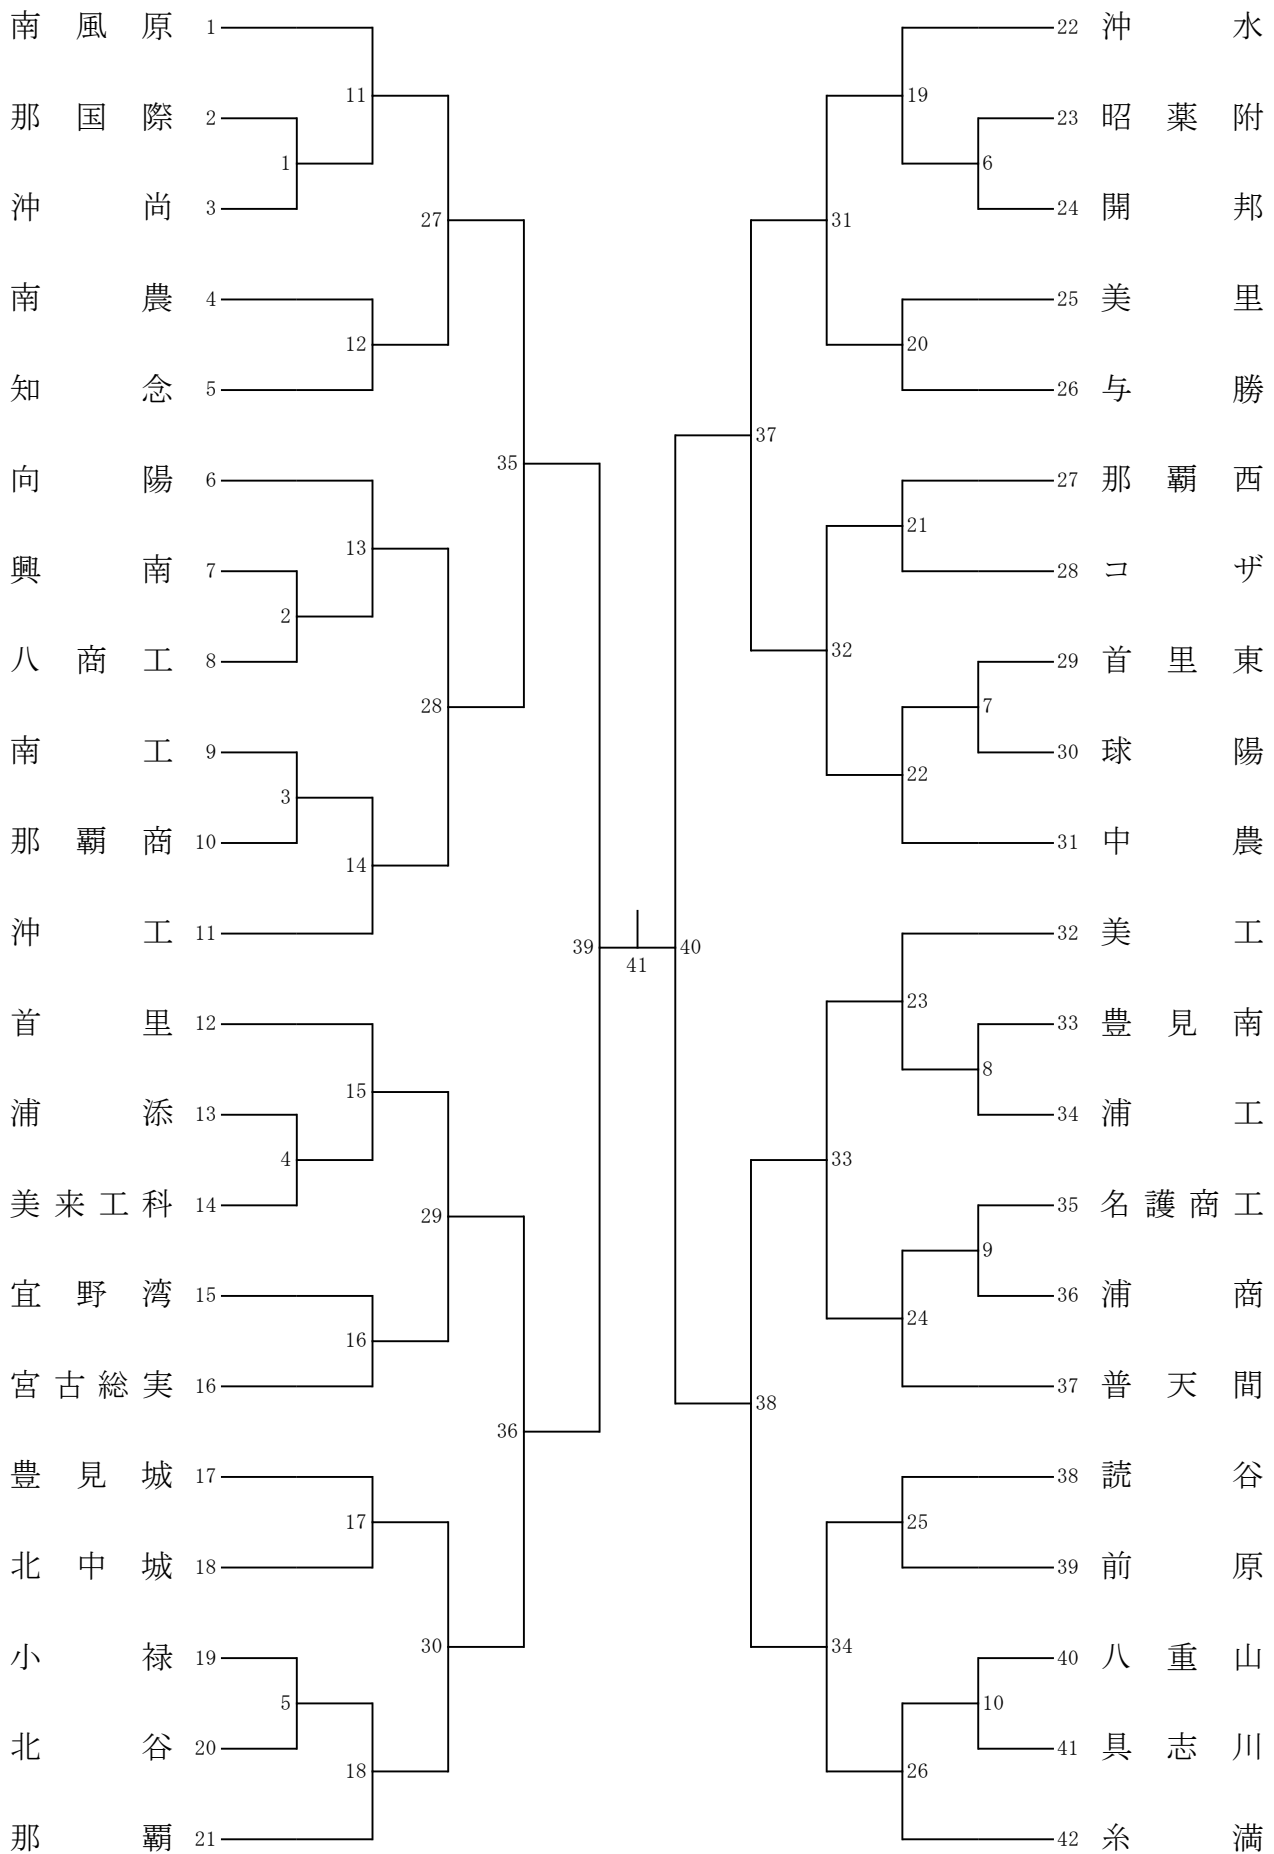 南風原 1
那国際 2
沖尚 3
南農 4
知念 5
向陽 6
興南 7
八商工 8
南工 9
那覇商 10
沖工 11
首里 12
浦添 13
美来工科 14
宜野湾 15
宮古総実 16
豊見城 17
北中城 18
小禄 19
北谷 20
那覇 21
1
2
3
4
5
11
12
13
14
15
16
17
18
27
28
29
30
35
36
39
41
40
37
38
31
32
33
34
19
20
21
22
23
24
25
26
6
7
8
9
10
22 沖水
23 昭薬附
24 開邦
25 美里
26 与勝
27 那覇西
28 コザ
29 首里東
30 球陽
31 中農
32 美工
33 豊見南
34 浦工
35 名護商工
36 浦商
37 普天間
38 読谷
39 前原
40 八重山
41 具志川
42 糸満